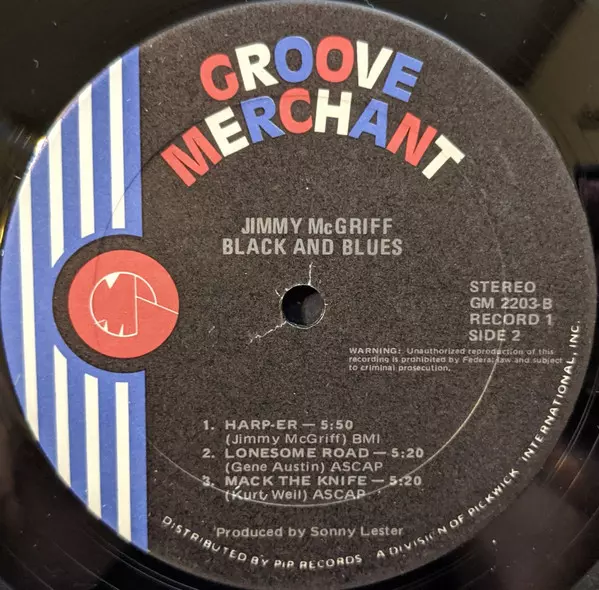 GROOVE
MERCHANT
JIMMY McGRIFF
BLACK AND BLUES
STEREO
GM 2203-B
RECORD 1
SIDE 2
WARNING: Unauthorized reproduction of this
recording is prohibited by Federal law and subject
to criminal prosecution.
1. HARP-ER — 5:50
(Jimmy McGriff) BMI
2. LONESOME ROAD — 5:20
(Gene Austin) ASCAP
3. MACK THE KNIFE — 5:20
(Kurt Weil) ASCAP
Produced by Sonny Lester
DISTRIBUTED BY PIP RECORDS A DIVISION OF PICKWICK INTERNATIONAL, INC.